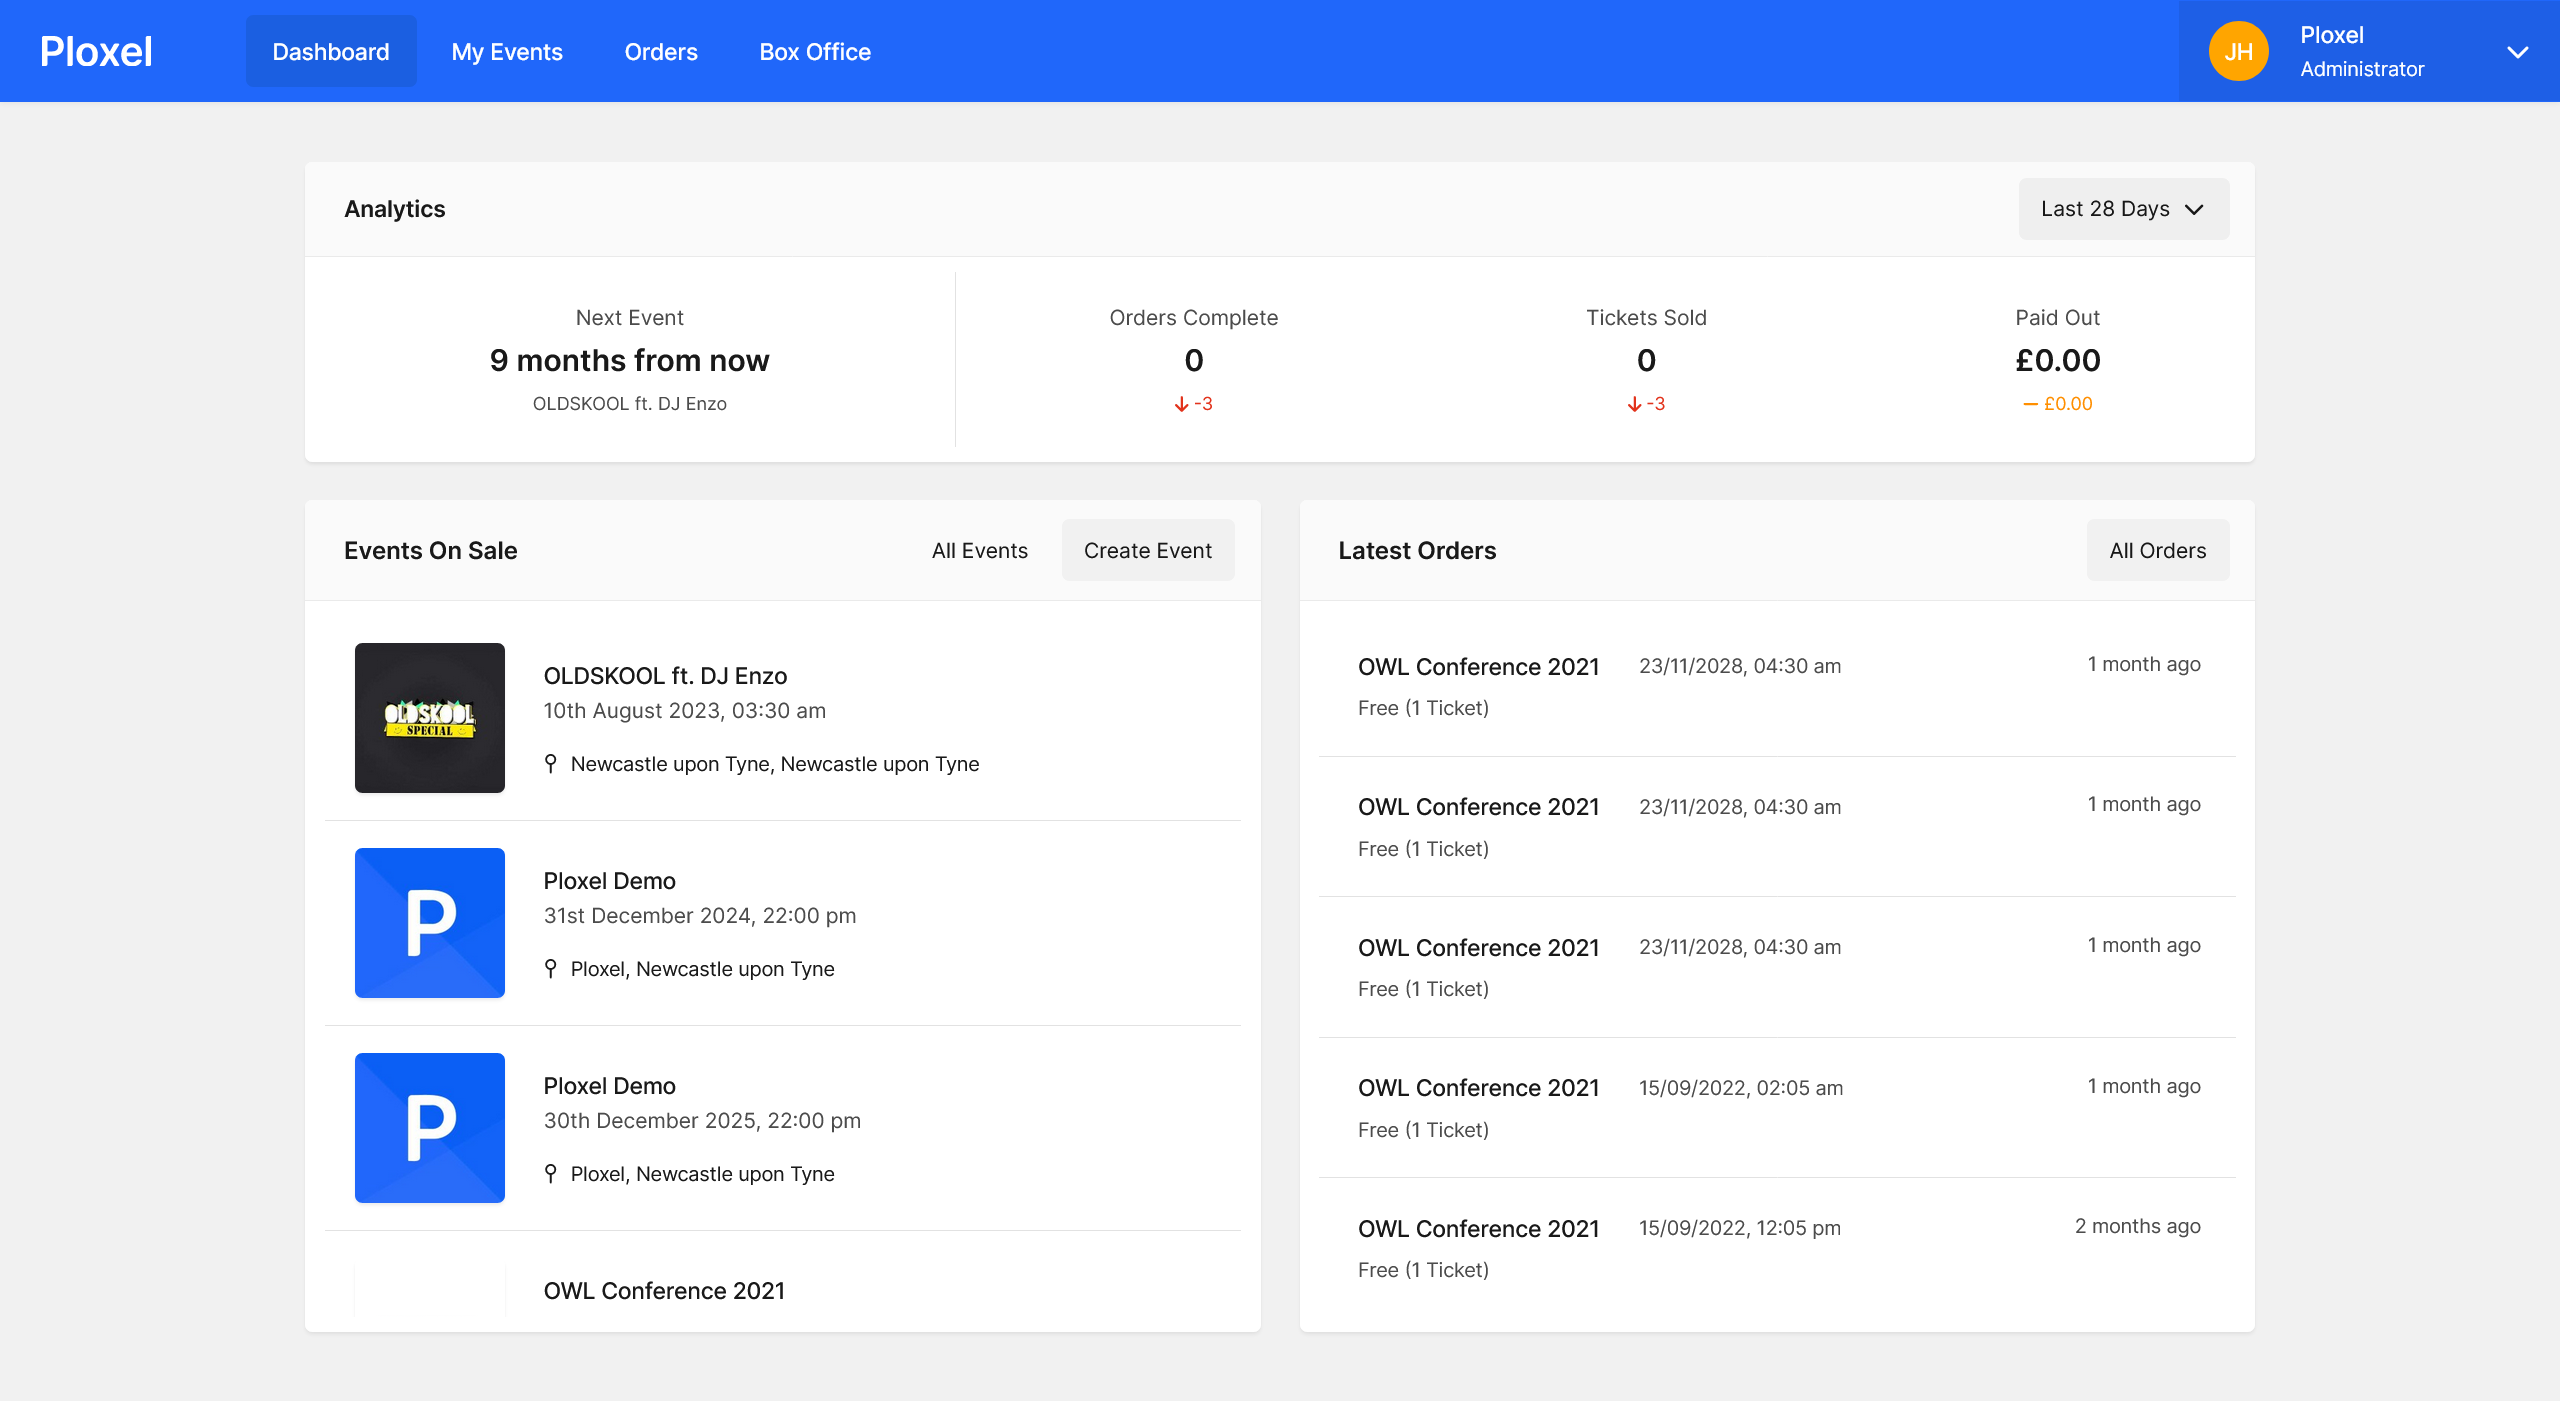 Ploxel
Dashboard
My Events
Orders
Box Office
JH
Ploxel
Administrator
Analytics
Last 28 Days
Next Event
9 months from now
OLDSKOOL ft. DJ Enzo
Orders Complete
0
-3
Tickets Sold
0
-3
Paid Out
£0.00
£0.00
Events On Sale
All Events
Create Event
OLDSKOOL
SPECIAL
OLDSKOOL ft. DJ Enzo
10th August 2023, 03:30 am
Newcastle upon Tyne, Newcastle upon Tyne
P
Ploxel Demo
31st December 2024, 22:00 pm
Ploxel, Newcastle upon Tyne
P
Ploxel Demo
30th December 2025, 22:00 pm
Ploxel, Newcastle upon Tyne
OWL Conference 2021
Latest Orders
All Orders
OWL Conference 2021 23/11/2028, 04:30 am 1 month ago
Free (1 Ticket)
OWL Conference 2021 23/11/2028, 04:30 am 1 month ago
Free (1 Ticket)
OWL Conference 2021 23/11/2028, 04:30 am 1 month ago
Free (1 Ticket)
OWL Conference 2021 15/09/2022, 02:05 am 1 month ago
Free (1 Ticket)
OWL Conference 2021 15/09/2022, 12:05 pm 2 months ago
Free (1 Ticket)